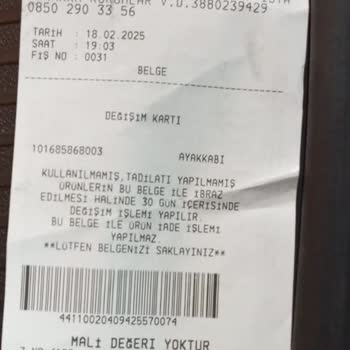 V.D.3880239429
0850 290 33 56
TARİH : 18.02.2025
SAAT : 19:03
FİŞ NO : 0031
BELGE
DEĞİŞİM KARTI
101685868003 AYAKKABI
KULLANILMAMIŞ,TADİLATI YAPILMAMIŞ
ÜRÜNLERİN BU BELGE İLE İBRAZ
EDİLMESİ HALİNDE 30 GÜN İÇERİSİNDE
DEĞİŞİM İŞLEMİ YAPILIR.
BU BELGE İLE ÜRÜN İADE İŞLEMİ
YAPILMAZ.
**LÜTFEN BELGENİZİ SAKLAYINIZ**
44110020409425570074
MALİ DEĞERİ YOKTUR